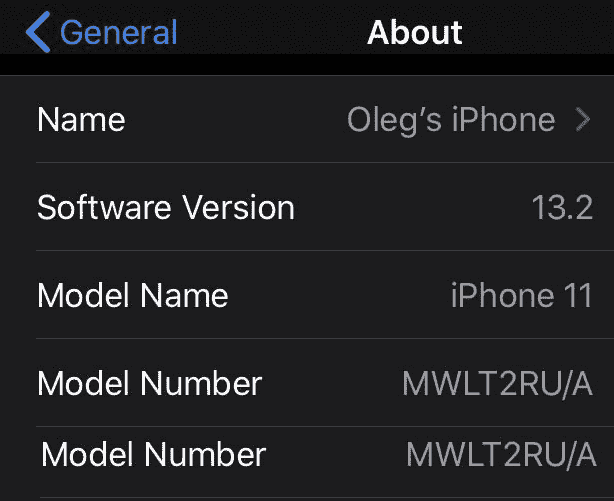 General About
Name Oleg’s iPhone
Software Version 13.2
Model Name iPhone 11
Model Number MWLT2RU/A
Model Number MWLT2RU/A